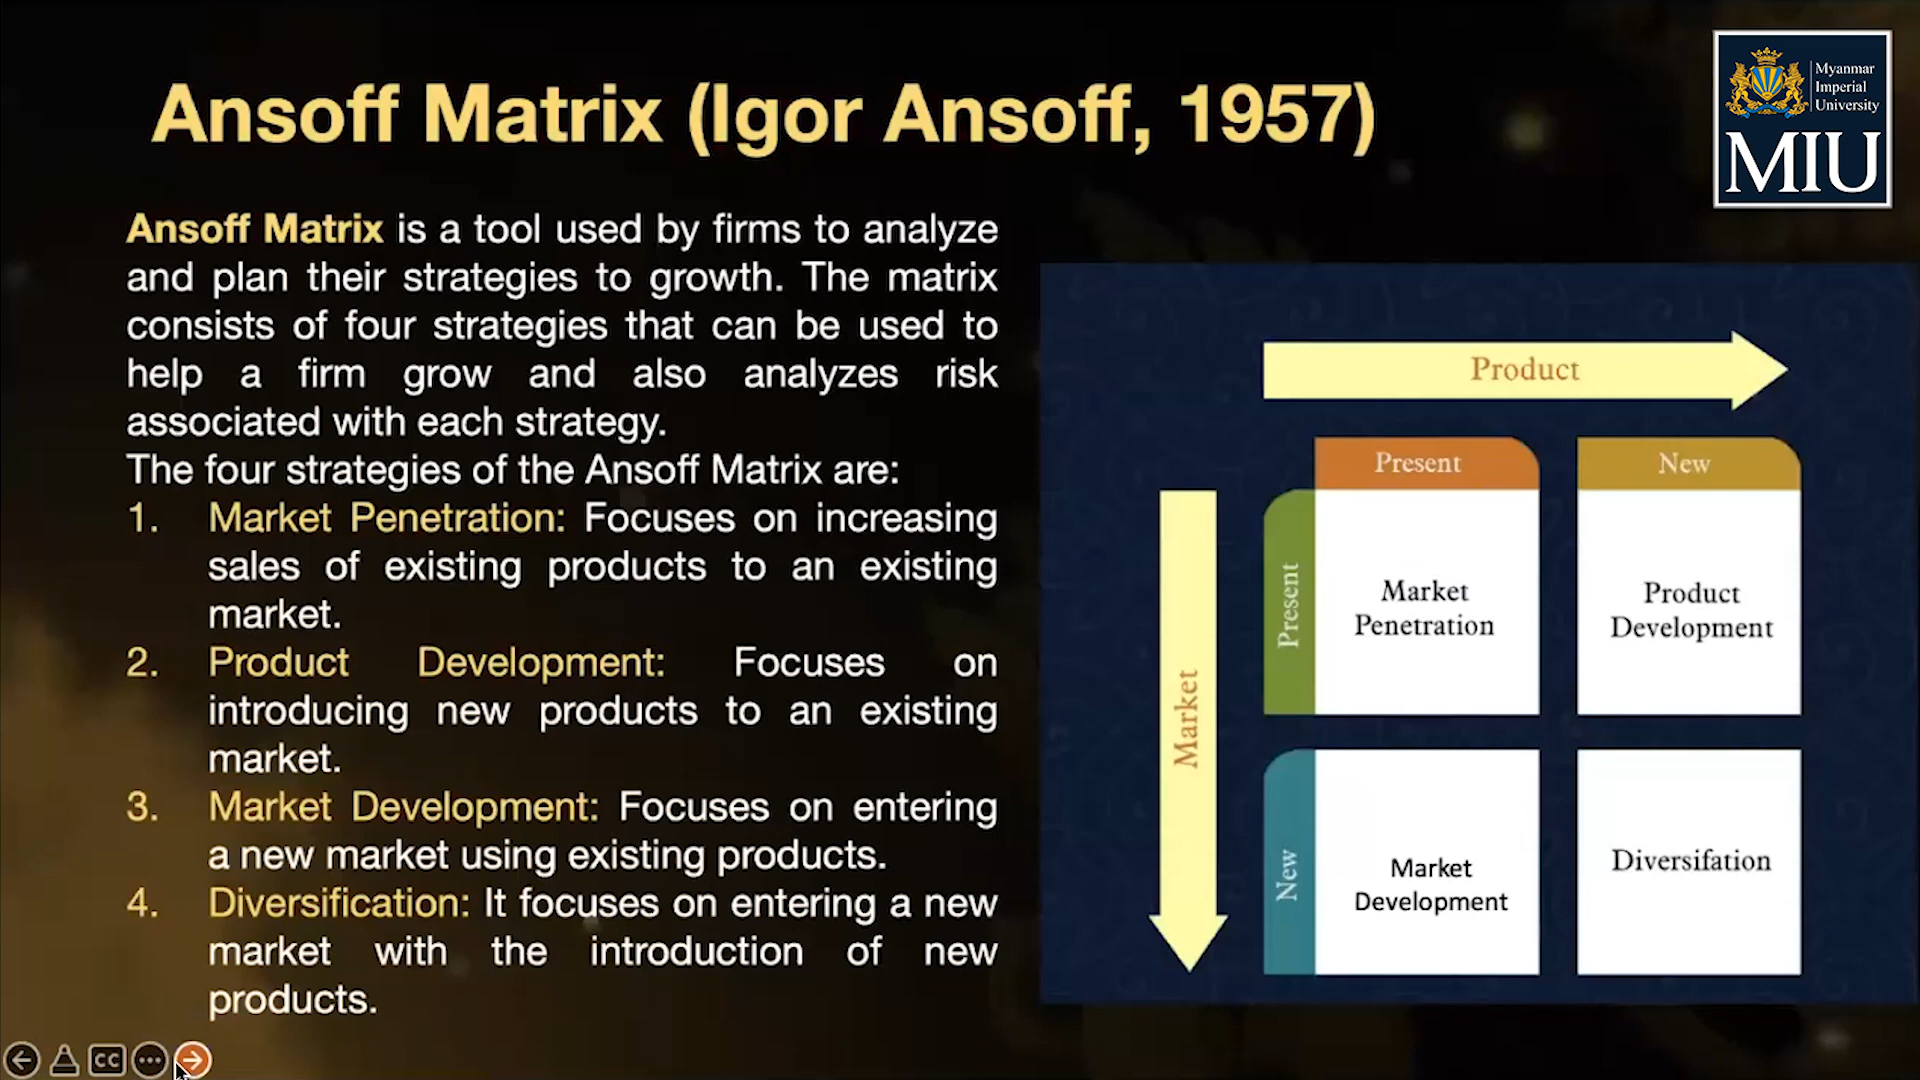 Ansoff Matrix (Igor Ansoff, 1957)
Myanmar
Imperial
University
MIU
Ansoff Matrix is a tool used by firms to analyze
and plan their strategies to growth. The matrix
consists of four strategies that can be used to
help a firm grow and also analyzes risk
associated with each strategy.
The four strategies of the Ansoff Matrix are:
1. Market Penetration: Focuses on increasing
sales of existing products to an existing
market.
2. Product Development: Focuses on
introducing new products to an existing
market.
3. Market Development: Focuses on entering
a new market using existing products.
4. Diversification: It focuses on entering a new
market with the introduction of new
products.
Product
Present
New
Market
Present
Market
Penetration
Product
Development
New
Market
Development
Diversifation
CC